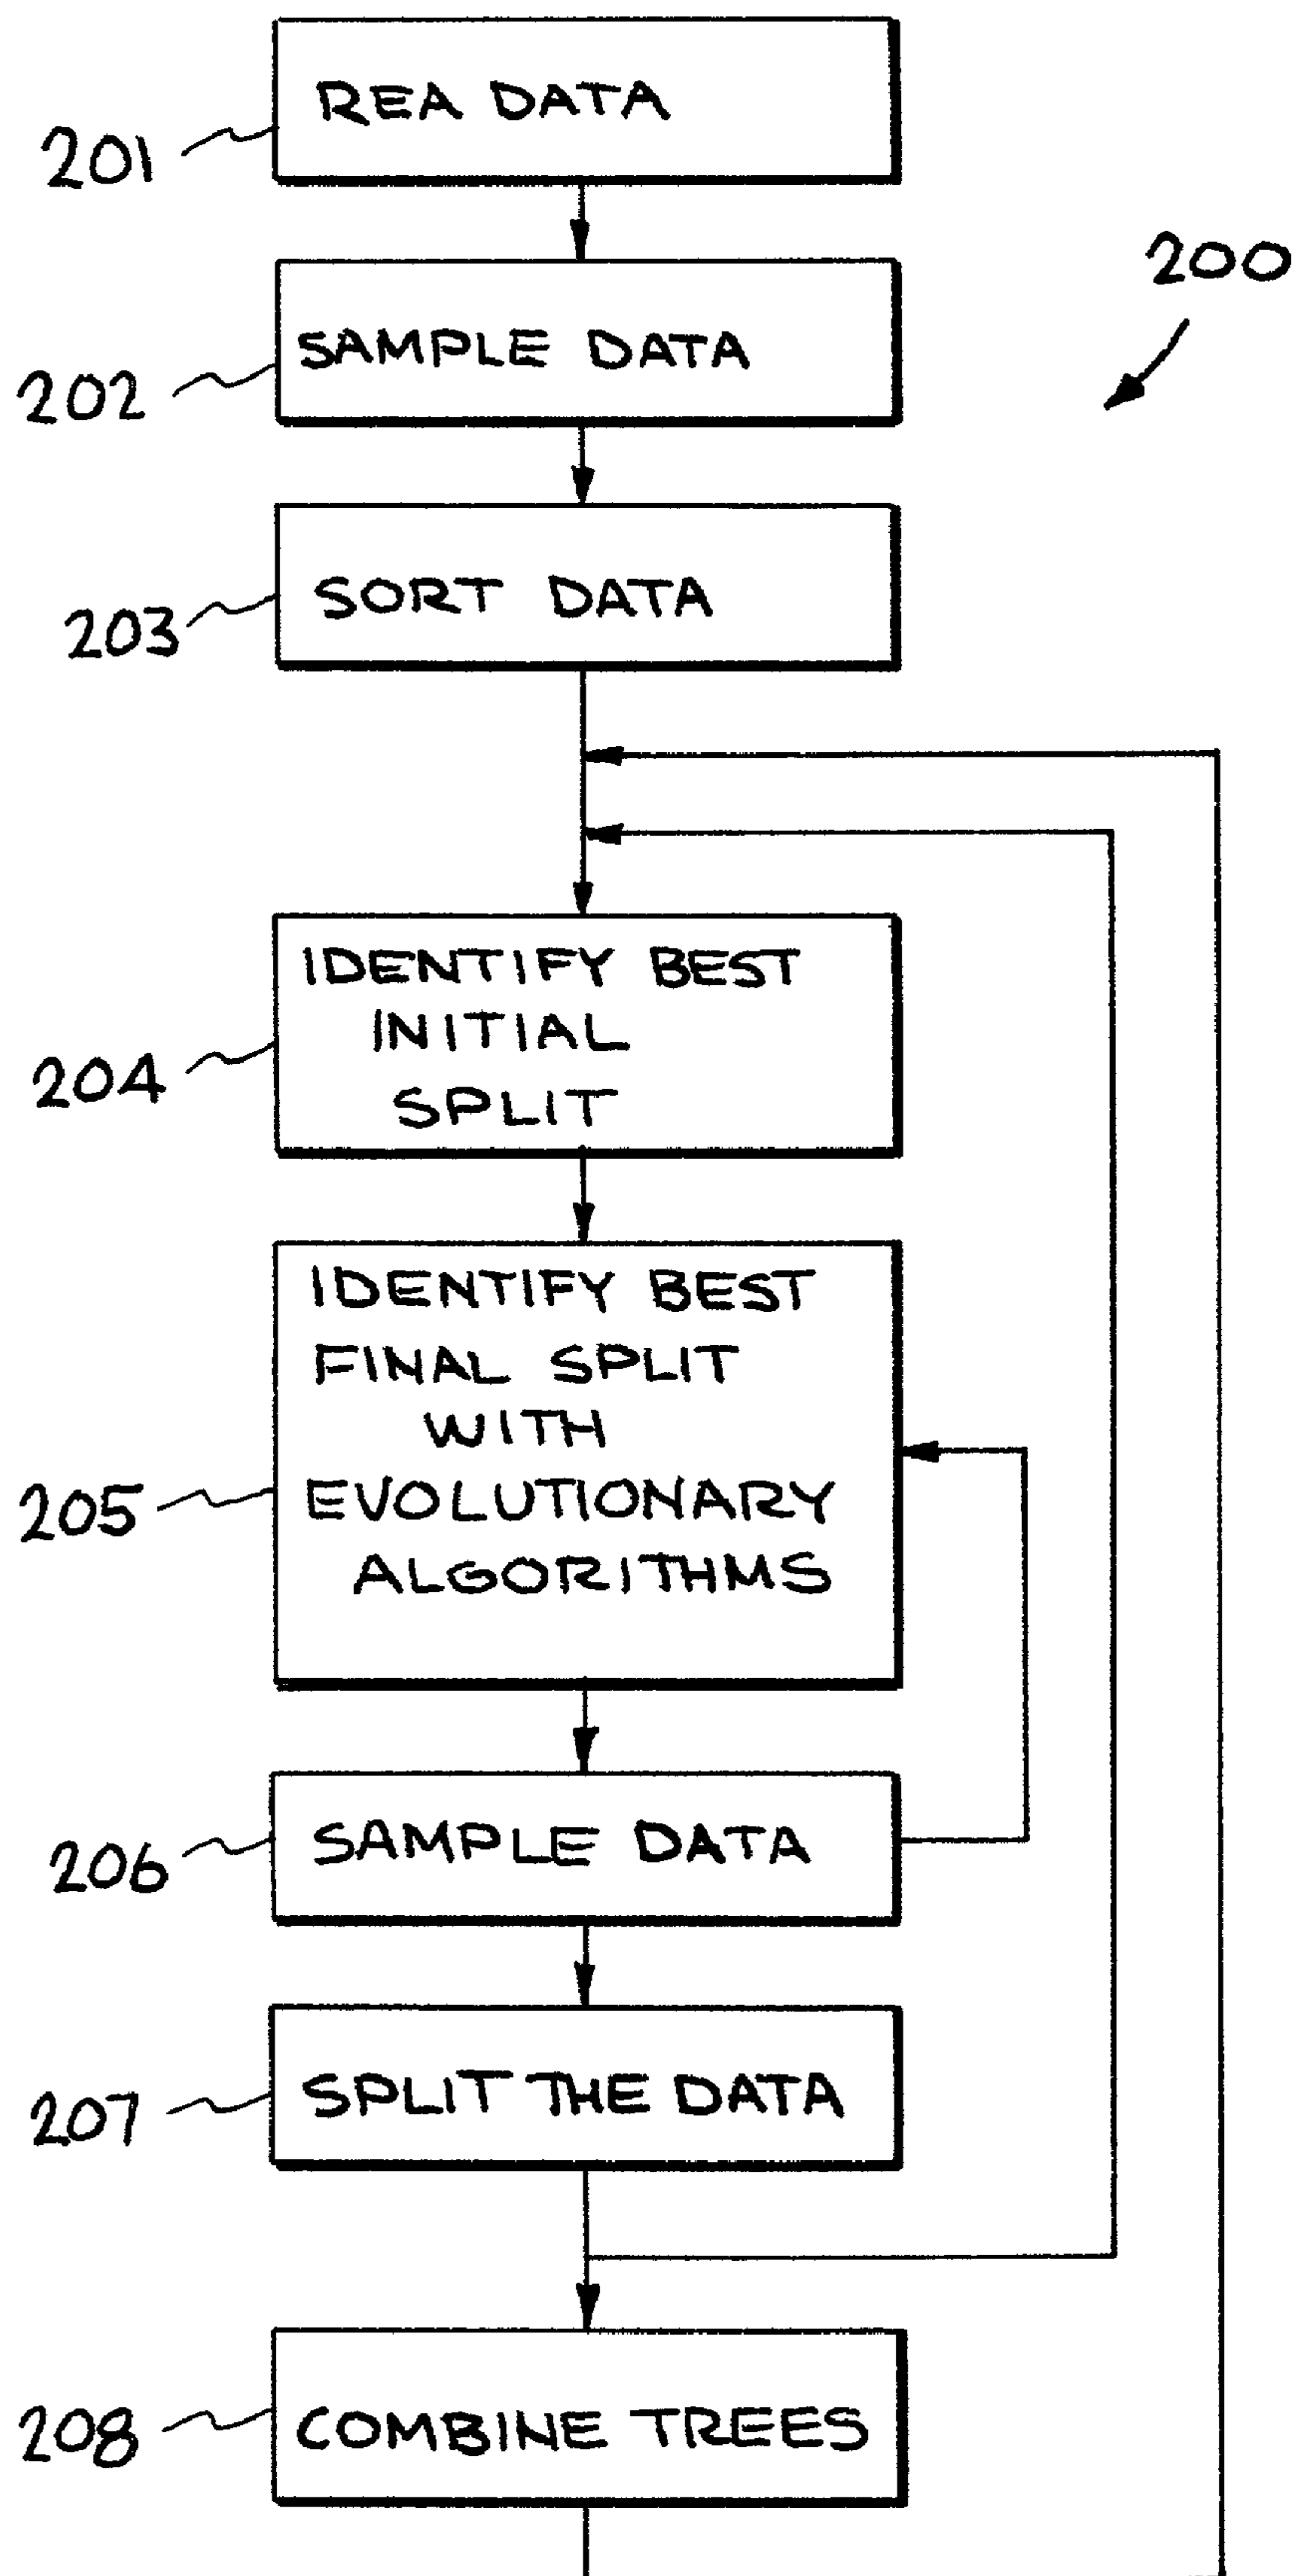 REA DATA
201
200
SAMPLE DATA
202
SORT DATA
203
IDENTIFY BEST
INITIAL
SPLIT
204
IDENTIFY BEST
FINAL SPLIT
WITH
EVOLUTIONARY
ALGORITHMS
205
SAMPLE DATA
206
SPLIT THE DATA
207
COMBINE TREES
208